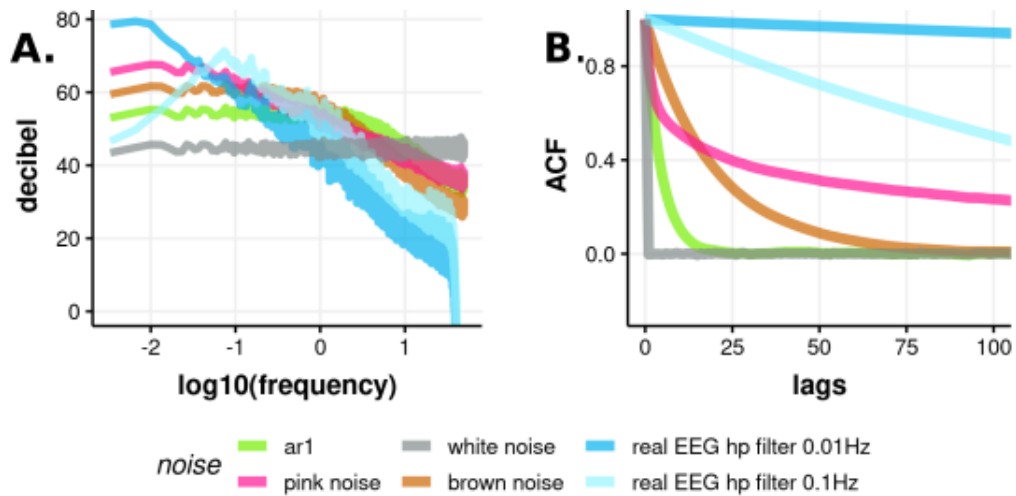 A.
80
60
40
20
0
decibel
-2 -1 0 1
log10(frequency)
B.
0.8
0.4
0.0
ACF
0 25 50 75 100
lags
noise
ar1 white noise real EEG hp filter 0.01Hz
pink noise brown noise real EEG hp filter 0.1Hz